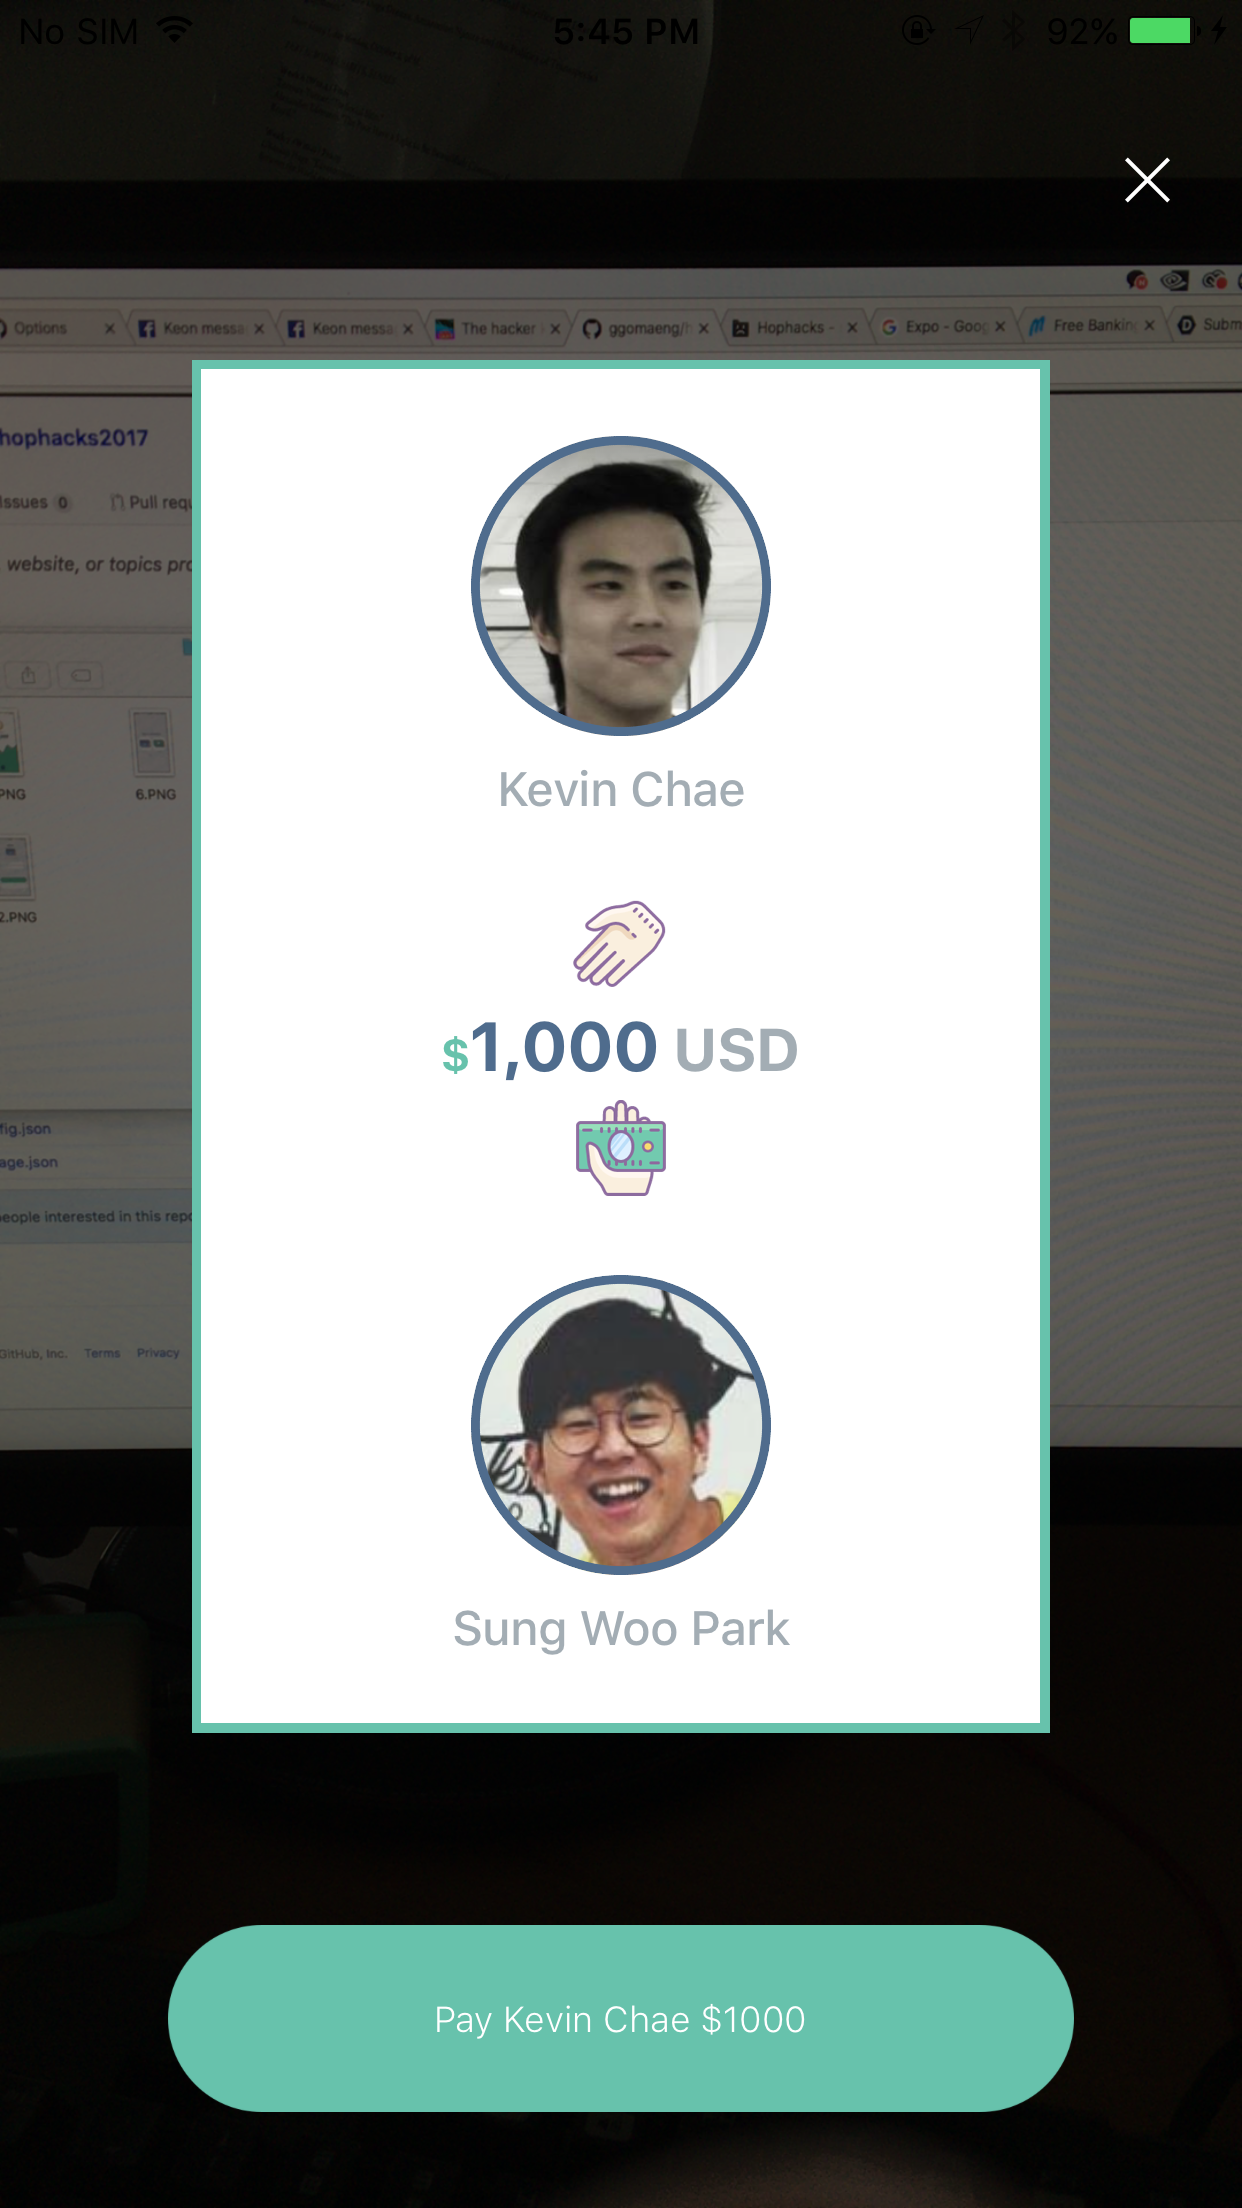 No SIM 5:45 PM 92%
Options Keon messa Keon messa The hacker ggomaeng/h Hophacks - Expo - Goog Free Banking Subm
hophacks2017
Issues 0 Pull requ
website, or topics pro
Kevin Chae
PNG 6.PNG
2.PNG
$1,000 USD
fig.json
age.json
people interested in this repo
GitHub, Inc. Terms Privacy
Sung Woo Park
Pay Kevin Chae $1000